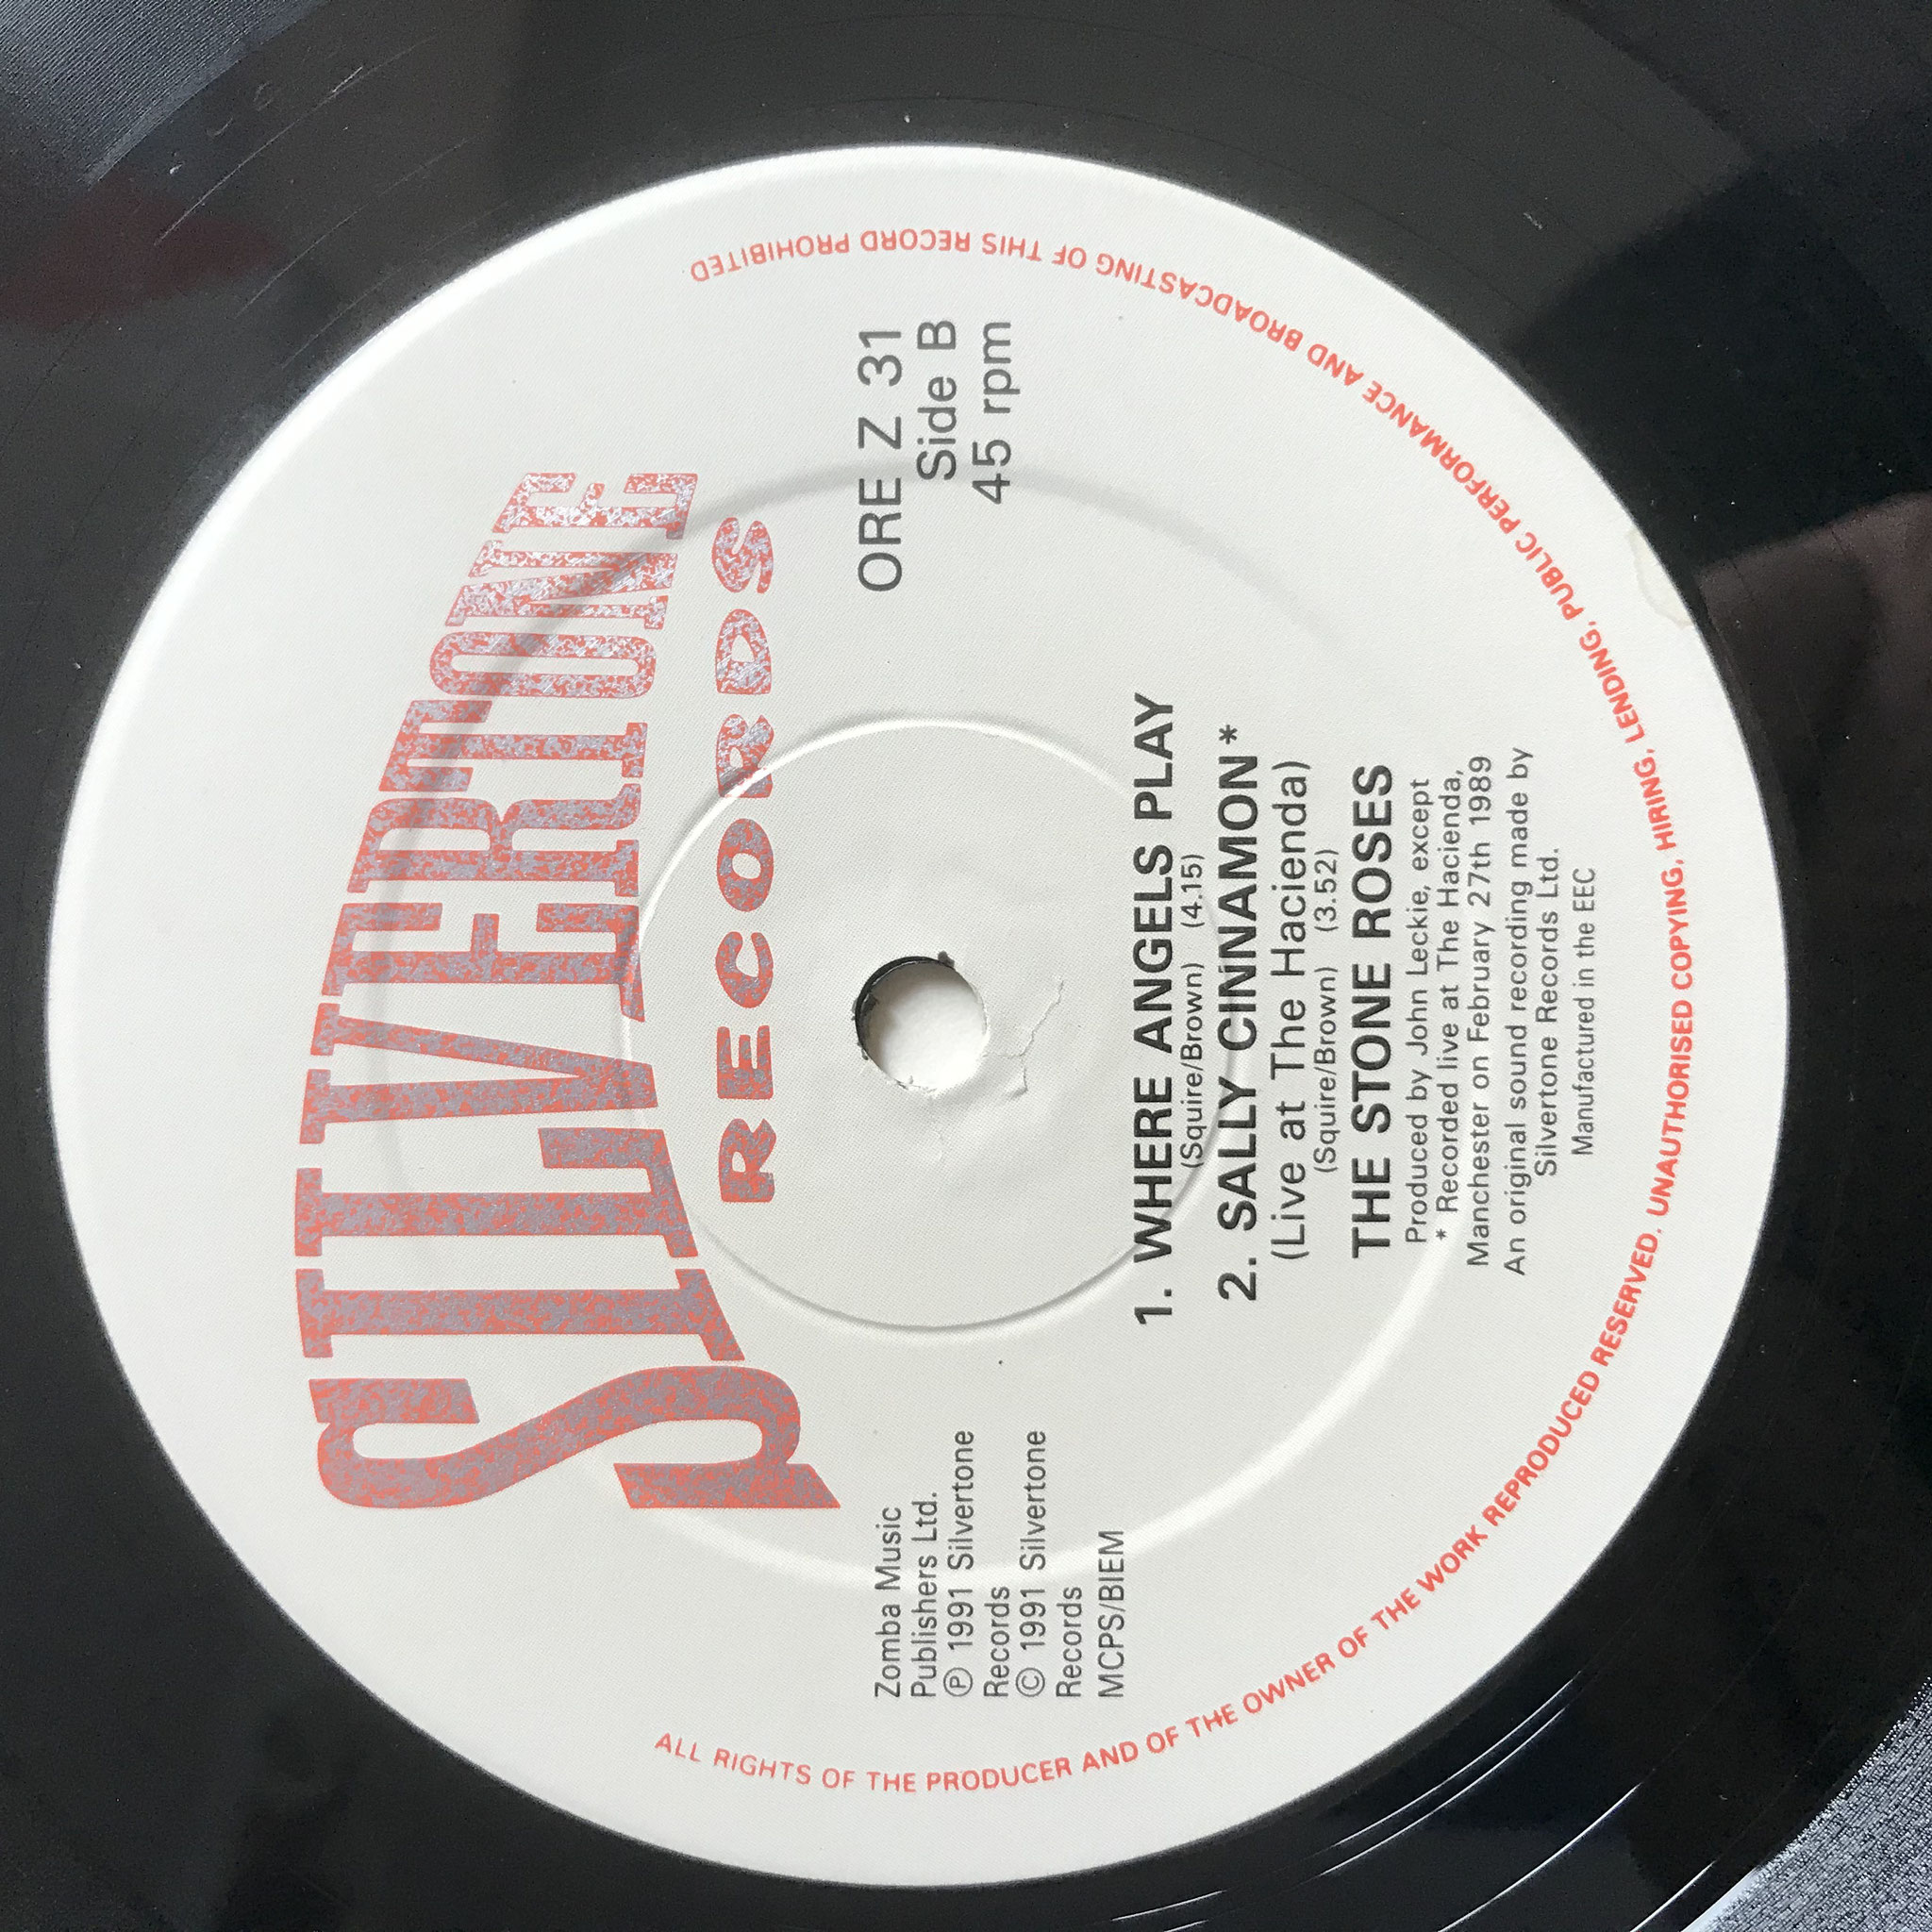 SILVERTONE
RECORDS
ORE Z 31
Side B
45 rpm
Zomba Music
Publishers Ltd.
℗ 1991 Silvertone
Records
© 1991 Silvertone
Records
MCPS/BIEM
1. WHERE ANGELS PLAY
(Squire/Brown) (4.15)
2. SALLY CINNAMON *
(Live at The Hacienda)
(Squire/Brown) (3.52)
THE STONE ROSES
Produced by John Leckie, except
* Recorded live at The Hacienda,
Manchester on February 27th 1989
An original sound recording made by
Silvertone Records Ltd.
Manufactured in the EEC
ALL RIGHTS OF THE PRODUCER AND OF THE OWNER OF THE WORK REPRODUCED RESERVED. UNAUTHORISED COPYING, HIRING, LENDING, PUBLIC PERFORMANCE AND BROADCASTING OF THIS RECORD PROHIBITED